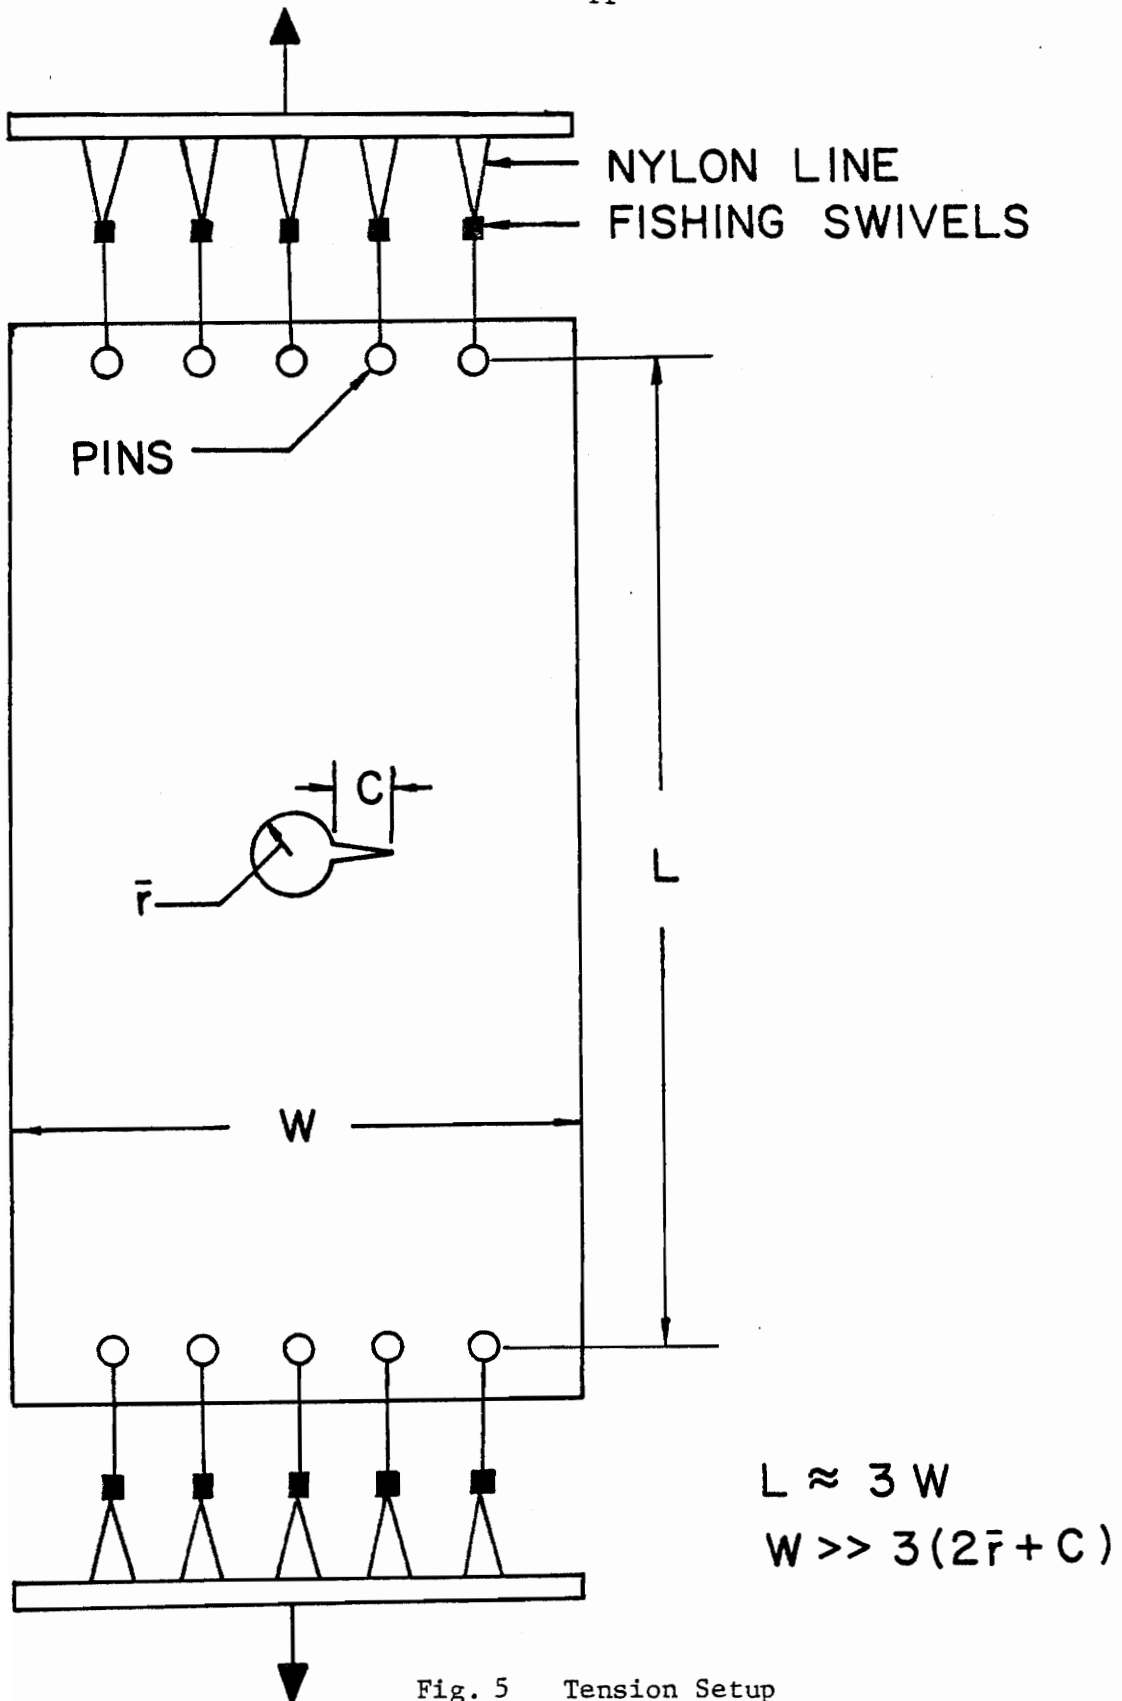 NYLON LINE
FISHING SWIVELS
PINS
C
r̄
L
W
L ≈ 3 W
W >> 3(2r̄ + C)
Fig. 5 Tension Setup